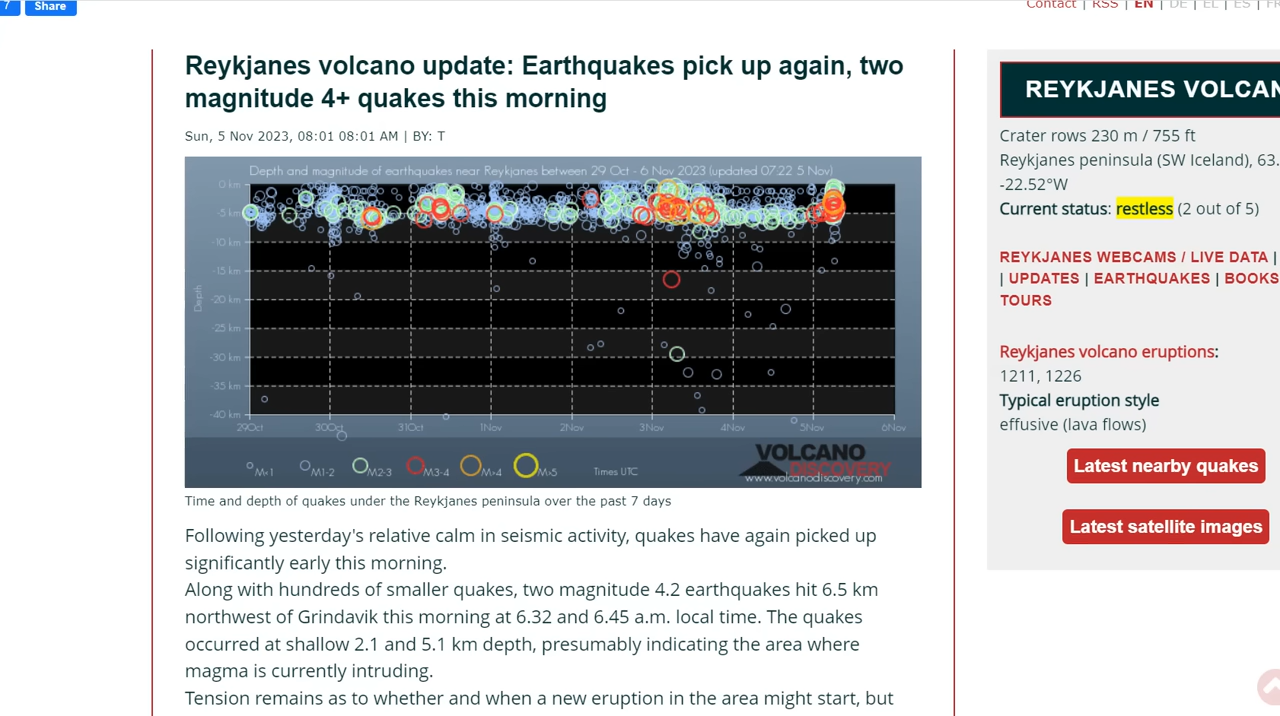 7 Share
Contact | RSS | EN | DE | EL | ES | FR
Reykjanes volcano update: Earthquakes pick up again, two
magnitude 4+ quakes this morning
Sun, 5 Nov 2023, 08:01 08:01 AM | BY: T
Depth and magnitude of earthquakes near Reykjanes between 29 Oct - 6 Nov 2023 (updated 07:22 5 Nov)
0 km
-5 km
-10 km
-15 km
-20 km
-25 km
-30 km
-35 km
-40 km
Depth
29Oct 30Oct 31Oct 1Nov 2Nov 3Nov 4Nov 5Nov 6Nov
M<1 M1-2 M2-3 M3-4 M>4 M>5 Times UTC
VOLCANO
DISCOVERY
www.volcanodiscovery.com
Time and depth of quakes under the Reykjanes peninsula over the past 7 days
Following yesterday's relative calm in seismic activity, quakes have again picked up
significantly early this morning.
Along with hundreds of smaller quakes, two magnitude 4.2 earthquakes hit 6.5 km
northwest of Grindavik this morning at 6.32 and 6.45 a.m. local time. The quakes
occurred at shallow 2.1 and 5.1 km depth, presumably indicating the area where
magma is currently intruding.
Tension remains as to whether and when a new eruption in the area might start, but
REYKJANES VOLCAN
Crater rows 230 m / 755 ft
Reykjanes peninsula (SW Iceland), 63.
-22.52°W
Current status: restless (2 out of 5)
REYKJANES WEBCAMS / LIVE DATA |
| UPDATES | EARTHQUAKES | BOOKS
TOURS
Reykjanes volcano eruptions:
1211, 1226
Typical eruption style
effusive (lava flows)
Latest nearby quakes
Latest satellite images